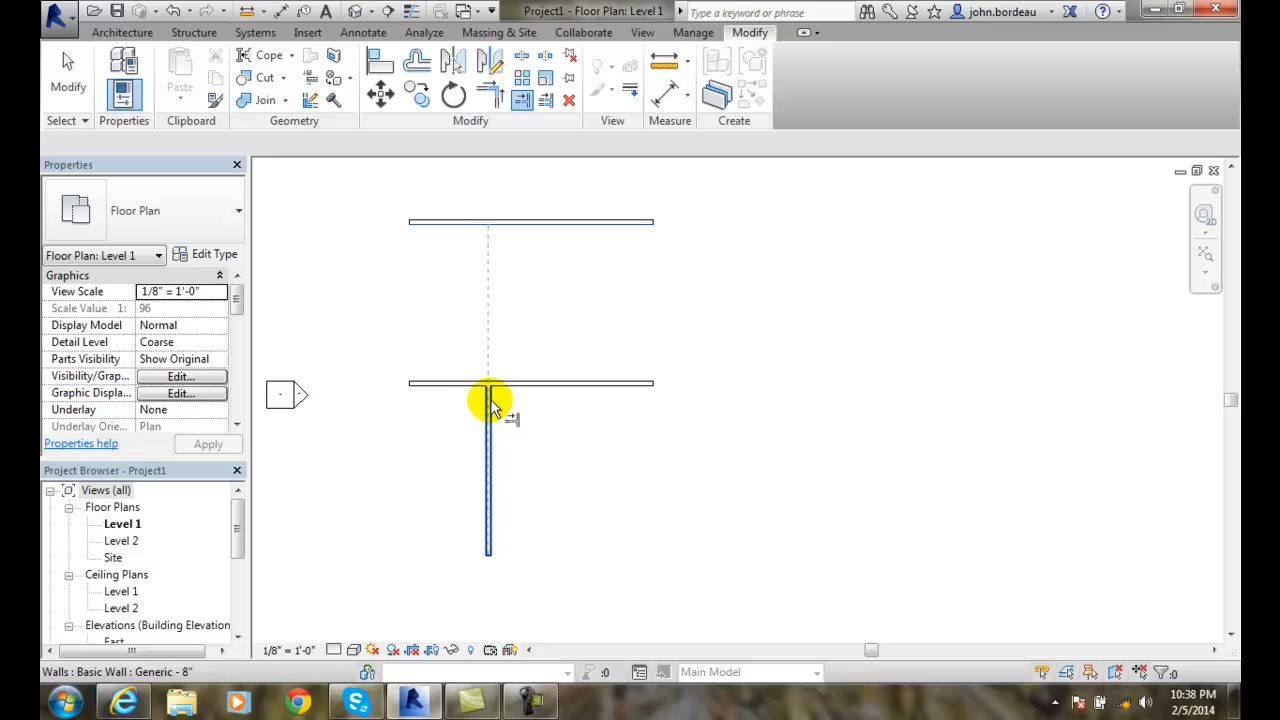 Project1 - Floor Plan: Level 1
Type a keyword or phrase
john.bordeau
Architecture Structure Systems Insert Annotate Analyze Massing & Site Collaborate View Manage Modify
Modify
Properties
Paste
Cope
Cut
Join
Select Properties Clipboard Geometry Modify View Measure Create
Properties
Floor Plan
Floor Plan: Level 1 Edit Type
Graphics
View Scale 1/8" = 1'-0"
Scale Value 1: 96
Display Model Normal
Detail Level Coarse
Parts Visibility Show Original
Visibility/Grap... Edit...
Graphic Displa... Edit...
Underlay None
Underlay Orie... Plan
Properties help Apply
Project Browser - Project1
Views (all)
Floor Plans
Level 1
Level 2
Site
Ceiling Plans
Level 1
Level 2
Elevations (Building Elevation
East
1/8" = 1'-0"
Walls : Basic Wall : Generic - 8"
:0
Main Model
:0
10:38 PM
2/5/2014
2D